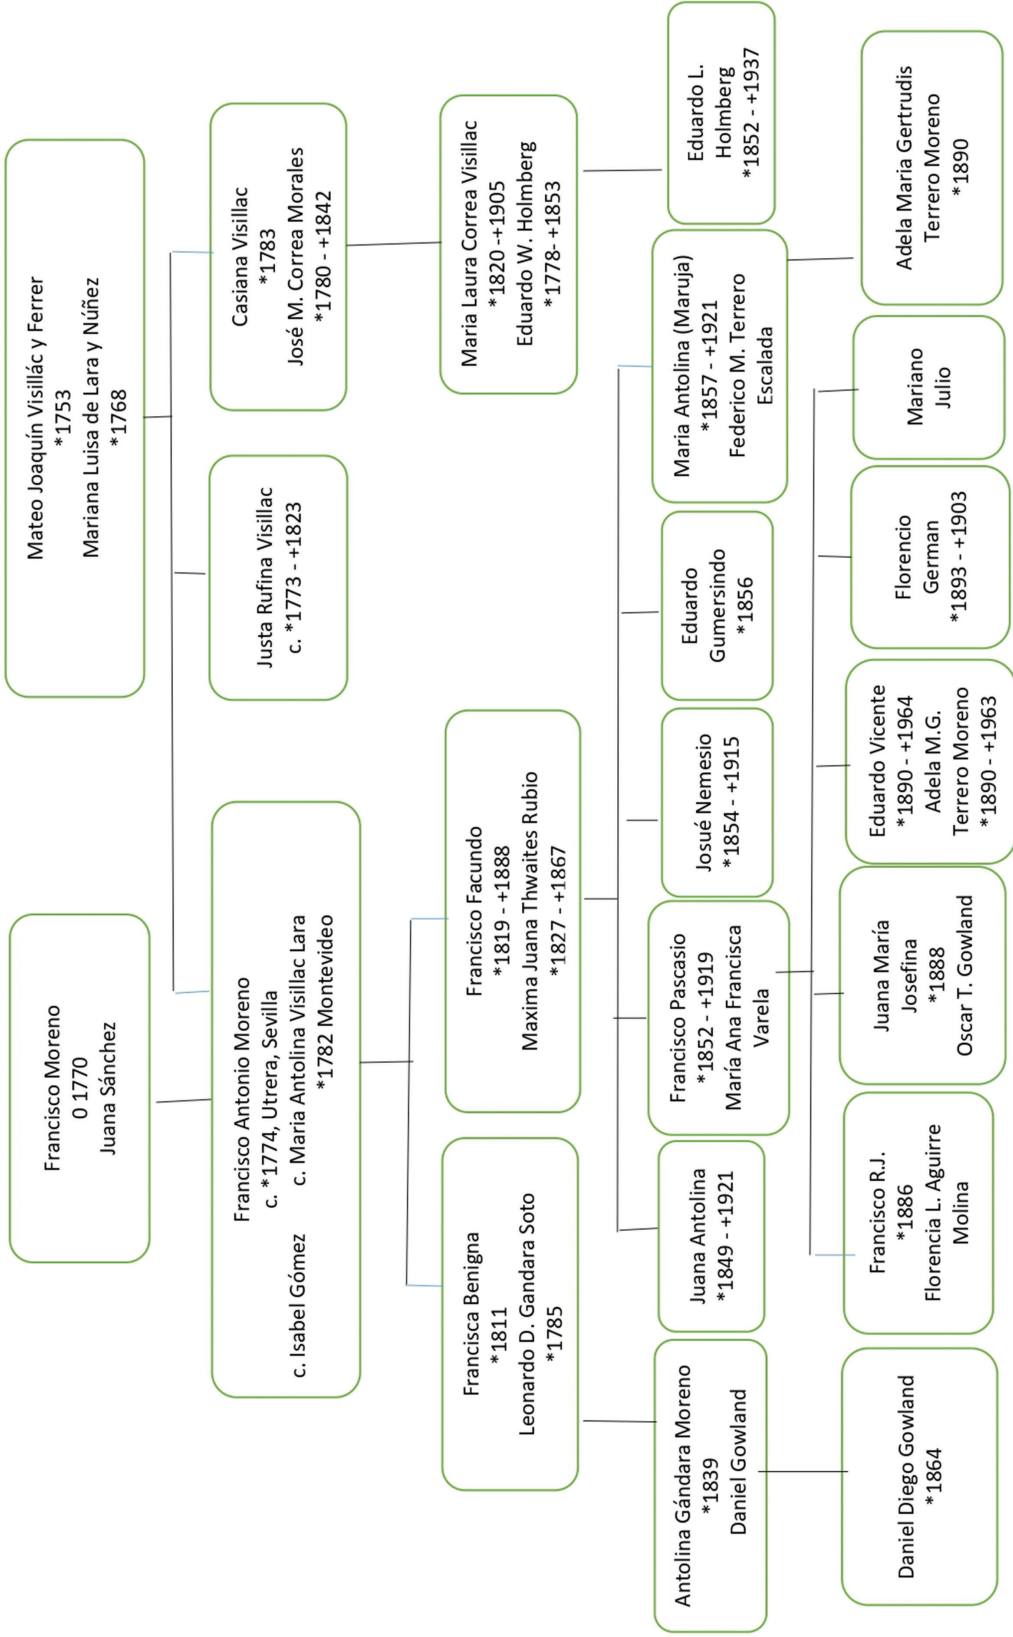 Francisco Moreno
0 1770
Juana Sánchez
Mateo Joaquín Visillác y Ferrer
*1753
Mariana Luisa de Lara y Núñez
*1768
Francisco Antonio Moreno
c. *1774, Utrera, Sevilla
c. Isabel Gómez c. Maria Antolina Visillac Lara
*1782 Montevideo
Justa Rufina Visillac
c. *1773 - +1823
Casiana Visillac
*1783
José M. Correa Morales
*1780 - +1842
Francisca Benigna
*1811
Leonardo D. Gandara Soto
*1785
Francisco Facundo
*1819 - +1888
Maxima Juana Thwaites Rubio
*1827 - +1867
Maria Laura Correa Visillac
*1820 -+1905
Eduardo W. Holmberg
*1778- +1853
Antolina Gándara Moreno
*1839
Daniel Gowland
Juana Antolina
*1849 - +1921
Francisco Pascasio
*1852 - +1919
María Ana Francisca
Varela
Josué Nemesio
*1854 - +1915
Eduardo
Gumersindo
*1856
Maria Antolina (Maruja)
*1857 - +1921
Federico M. Terrero
Escalada
Eduardo L.
Holmberg
*1852 - +1937
Daniel Diego Gowland
*1864
Francisco R.J.
*1886
Florencia L. Aguirre
Molina
Juana María
Josefina
*1888
Oscar T. Gowland
Eduardo Vicente
*1890 - +1964
Adela M.G.
Terrero Moreno
*1890 - +1963
Florencio
German
*1893 - +1903
Mariano
Julio
Adela Maria Gertrudis
Terrero Moreno
*1890